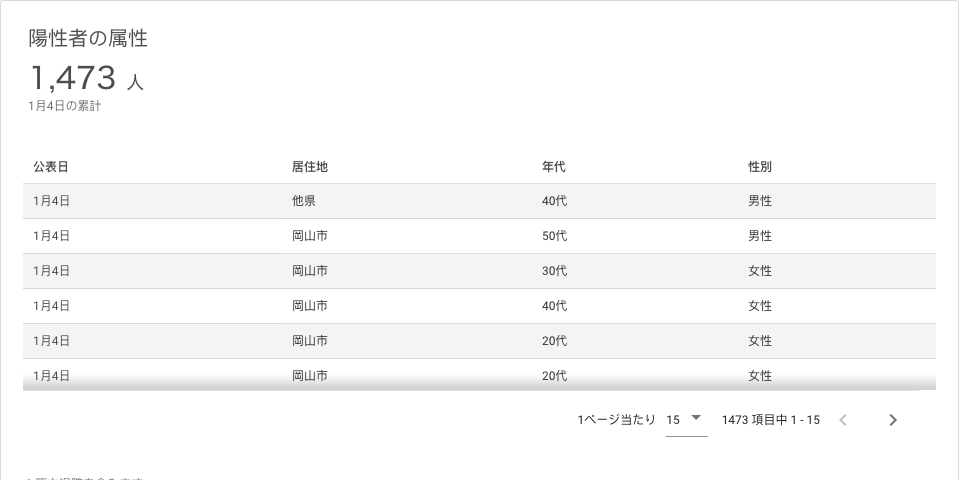 陽性者の属性
1,473 人
1月4日の累計
公表日 居住地 年代 性別
1月4日 他県 40代 男性
1月4日 岡山市 50代 男性
1月4日 岡山市 30代 女性
1月4日 岡山市 40代 女性
1月4日 岡山市 20代 女性
1月4日 岡山市 20代 女性
1ページ当たり 15 1473 項目中 1 - 15